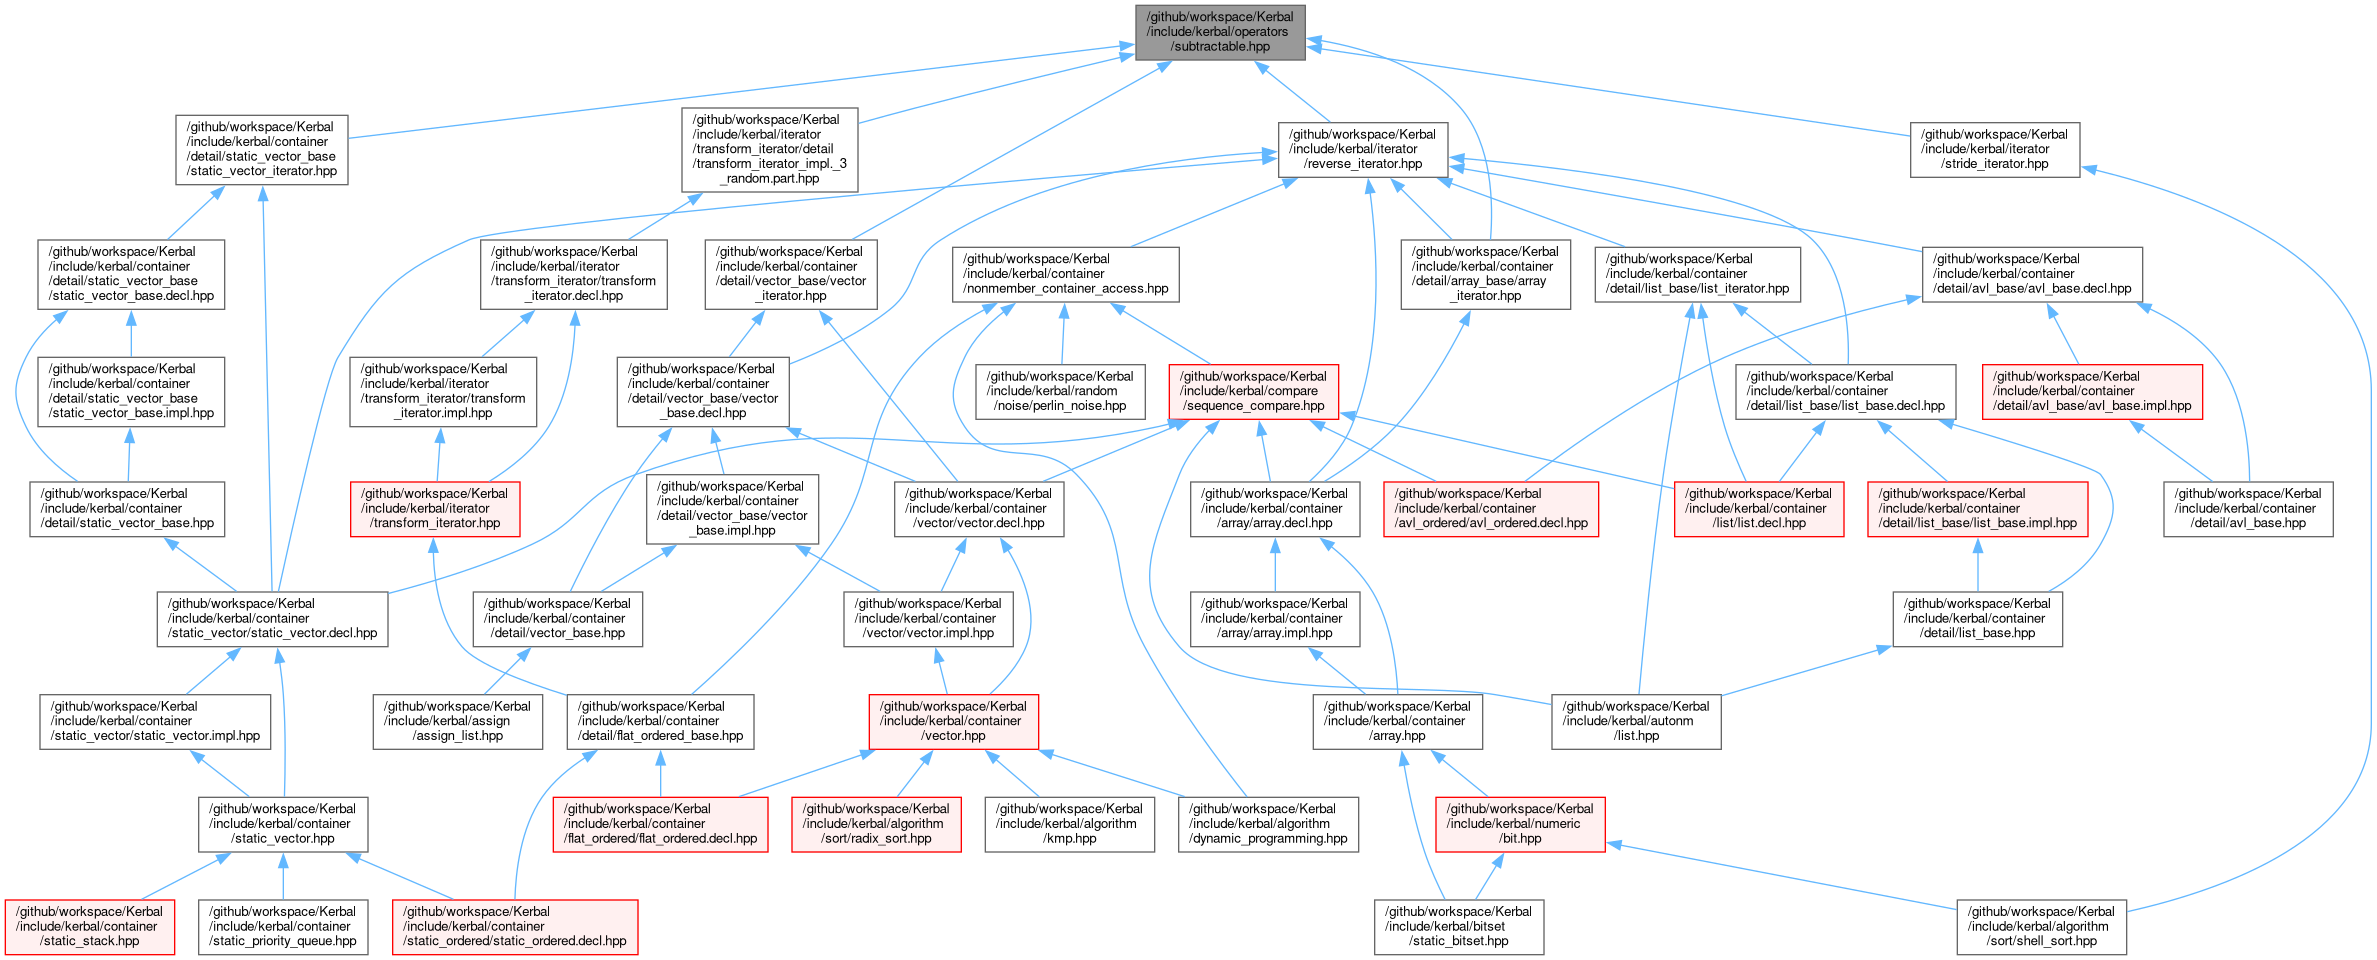 /github/workspace/Kerbal
/include/kerbal/operators
/subtractable.hpp
/github/workspace/Kerbal
/include/kerbal/container
/detail/static_vector_base
/static_vector_iterator.hpp
/github/workspace/Kerbal
/include/kerbal/iterator
/transform_iterator/detail
/transform_iterator_impl._3
_random.part.hpp
/github/workspace/Kerbal
/include/kerbal/iterator
/reverse_iterator.hpp
/github/workspace/Kerbal
/include/kerbal/iterator
/stride_iterator.hpp
/github/workspace/Kerbal
/include/kerbal/container
/detail/static_vector_base
/static_vector_base.decl.hpp
/github/workspace/Kerbal
/include/kerbal/iterator
/transform_iterator/transform
_iterator.decl.hpp
/github/workspace/Kerbal
/include/kerbal/container
/detail/vector_base/vector
_iterator.hpp
/github/workspace/Kerbal
/include/kerbal/container
/nonmember_container_access.hpp
/github/workspace/Kerbal
/include/kerbal/container
/detail/array_base/array
_iterator.hpp
/github/workspace/Kerbal
/include/kerbal/container
/detail/list_base/list_iterator.hpp
/github/workspace/Kerbal
/include/kerbal/container
/detail/avl_base/avl_base.decl.hpp
/github/workspace/Kerbal
/include/kerbal/container
/detail/static_vector_base
/static_vector_base.impl.hpp
/github/workspace/Kerbal
/include/kerbal/iterator
/transform_iterator/transform
_iterator.impl.hpp
/github/workspace/Kerbal
/include/kerbal/container
/detail/vector_base/vector
_base.decl.hpp
/github/workspace/Kerbal
/include/kerbal/random
/noise/perlin_noise.hpp
/github/workspace/Kerbal
/include/kerbal/compare
/sequence_compare.hpp
/github/workspace/Kerbal
/include/kerbal/container
/detail/list_base/list_base.decl.hpp
/github/workspace/Kerbal
/include/kerbal/container
/detail/avl_base/avl_base.impl.hpp
/github/workspace/Kerbal
/include/kerbal/container
/detail/static_vector_base.hpp
/github/workspace/Kerbal
/include/kerbal/iterator
/transform_iterator.hpp
/github/workspace/Kerbal
/include/kerbal/container
/detail/vector_base/vector
_base.impl.hpp
/github/workspace/Kerbal
/include/kerbal/container
/vector/vector.decl.hpp
/github/workspace/Kerbal
/include/kerbal/container
/array/array.decl.hpp
/github/workspace/Kerbal
/include/kerbal/container
/avl_ordered/avl_ordered.decl.hpp
/github/workspace/Kerbal
/include/kerbal/container
/list/list.decl.hpp
/github/workspace/Kerbal
/include/kerbal/container
/detail/list_base/list_base.impl.hpp
/github/workspace/Kerbal
/include/kerbal/container
/detail/avl_base.hpp
/github/workspace/Kerbal
/include/kerbal/container
/static_vector/static_vector.decl.hpp
/github/workspace/Kerbal
/include/kerbal/container
/detail/vector_base.hpp
/github/workspace/Kerbal
/include/kerbal/container
/vector/vector.impl.hpp
/github/workspace/Kerbal
/include/kerbal/container
/array/array.impl.hpp
/github/workspace/Kerbal
/include/kerbal/container
/detail/list_base.hpp
/github/workspace/Kerbal
/include/kerbal/container
/static_vector/static_vector.impl.hpp
/github/workspace/Kerbal
/include/kerbal/assign
/assign_list.hpp
/github/workspace/Kerbal
/include/kerbal/container
/detail/flat_ordered_base.hpp
/github/workspace/Kerbal
/include/kerbal/container
/vector.hpp
/github/workspace/Kerbal
/include/kerbal/container
/array.hpp
/github/workspace/Kerbal
/include/kerbal/autonm
/list.hpp
/github/workspace/Kerbal
/include/kerbal/container
/static_vector.hpp
/github/workspace/Kerbal
/include/kerbal/container
/flat_ordered/flat_ordered.decl.hpp
/github/workspace/Kerbal
/include/kerbal/algorithm
/sort/radix_sort.hpp
/github/workspace/Kerbal
/include/kerbal/algorithm
/kmp.hpp
/github/workspace/Kerbal
/include/kerbal/algorithm
/dynamic_programming.hpp
/github/workspace/Kerbal
/include/kerbal/numeric
/bit.hpp
/github/workspace/Kerbal
/include/kerbal/container
/static_stack.hpp
/github/workspace/Kerbal
/include/kerbal/container
/static_priority_queue.hpp
/github/workspace/Kerbal
/include/kerbal/container
/static_ordered/static_ordered.decl.hpp
/github/workspace/Kerbal
/include/kerbal/bitset
/static_bitset.hpp
/github/workspace/Kerbal
/include/kerbal/algorithm
/sort/shell_sort.hpp